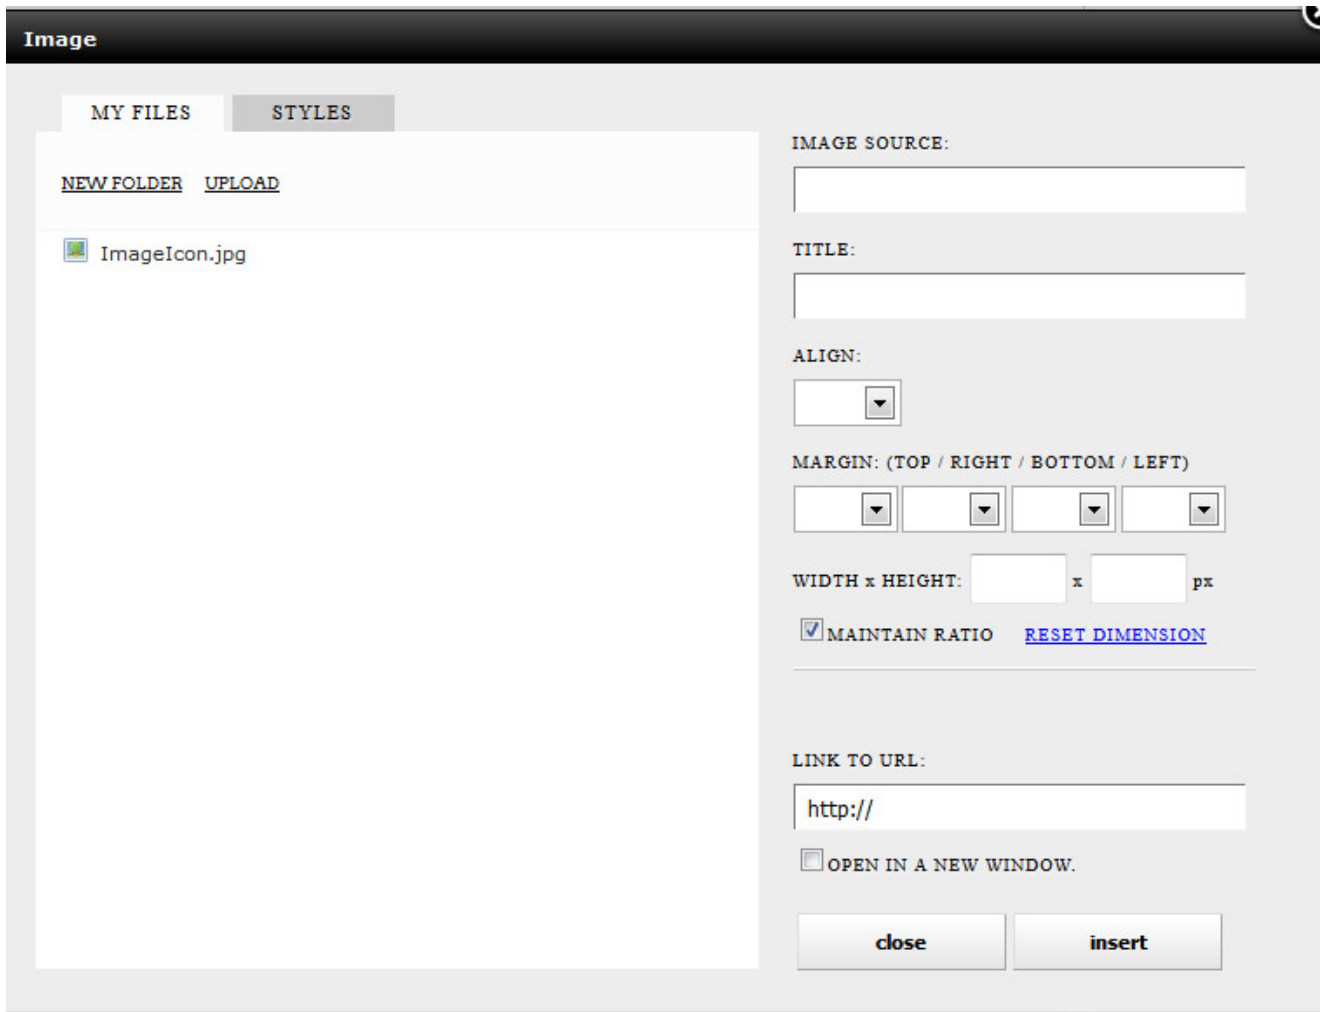 Image
MY FILES
STYLES
NEW FOLDER UPLOAD
ImageIcon.jpg
IMAGE SOURCE:
TITLE:
ALIGN:
MARGIN: (TOP / RIGHT / BOTTOM / LEFT)
WIDTH x HEIGHT: x px
MAINTAIN RATIO RESET DIMENSION
LINK TO URL:
http://
OPEN IN A NEW WINDOW.
close insert